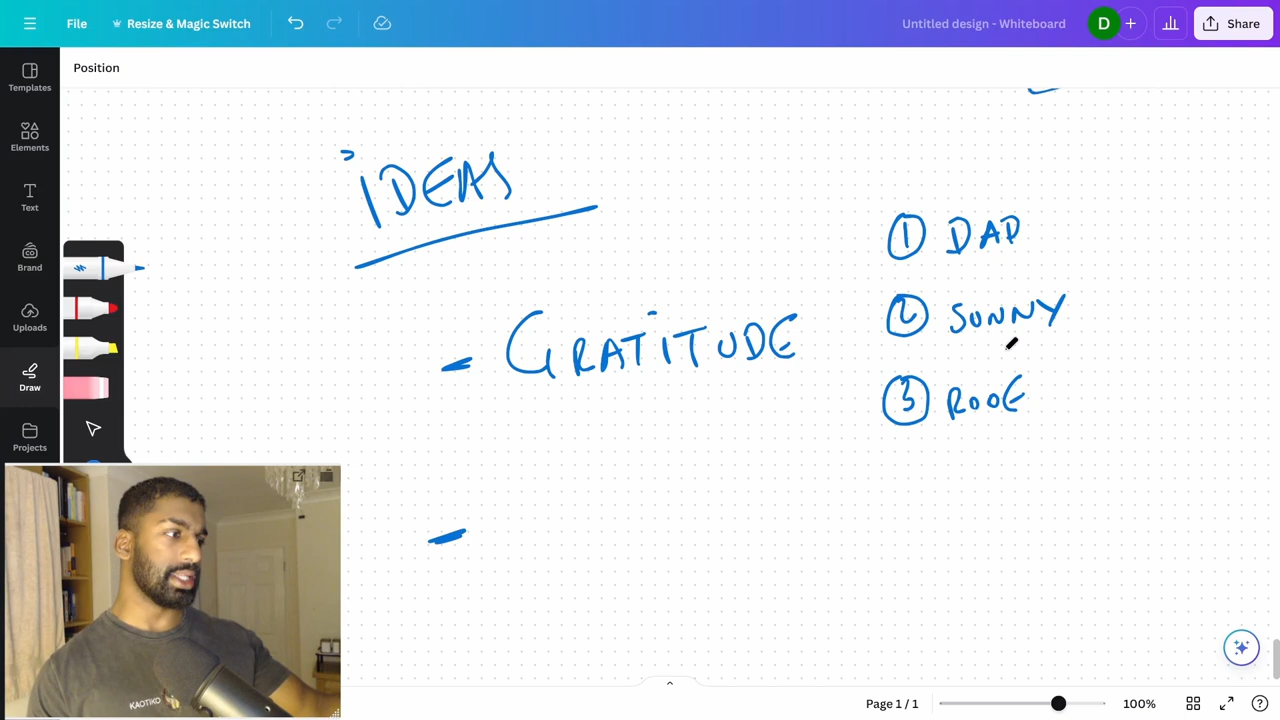 File
Resize & Magic Switch
Untitled design - Whiteboard
D
+
Share
Templates
Elements
T
Text
Brand
Uploads
Draw
Projects
Position
IDEAS
- GRATITUDE
-
① DAD
② SUNNY
③
KAOTIKO
Page 1 / 1
100%
?